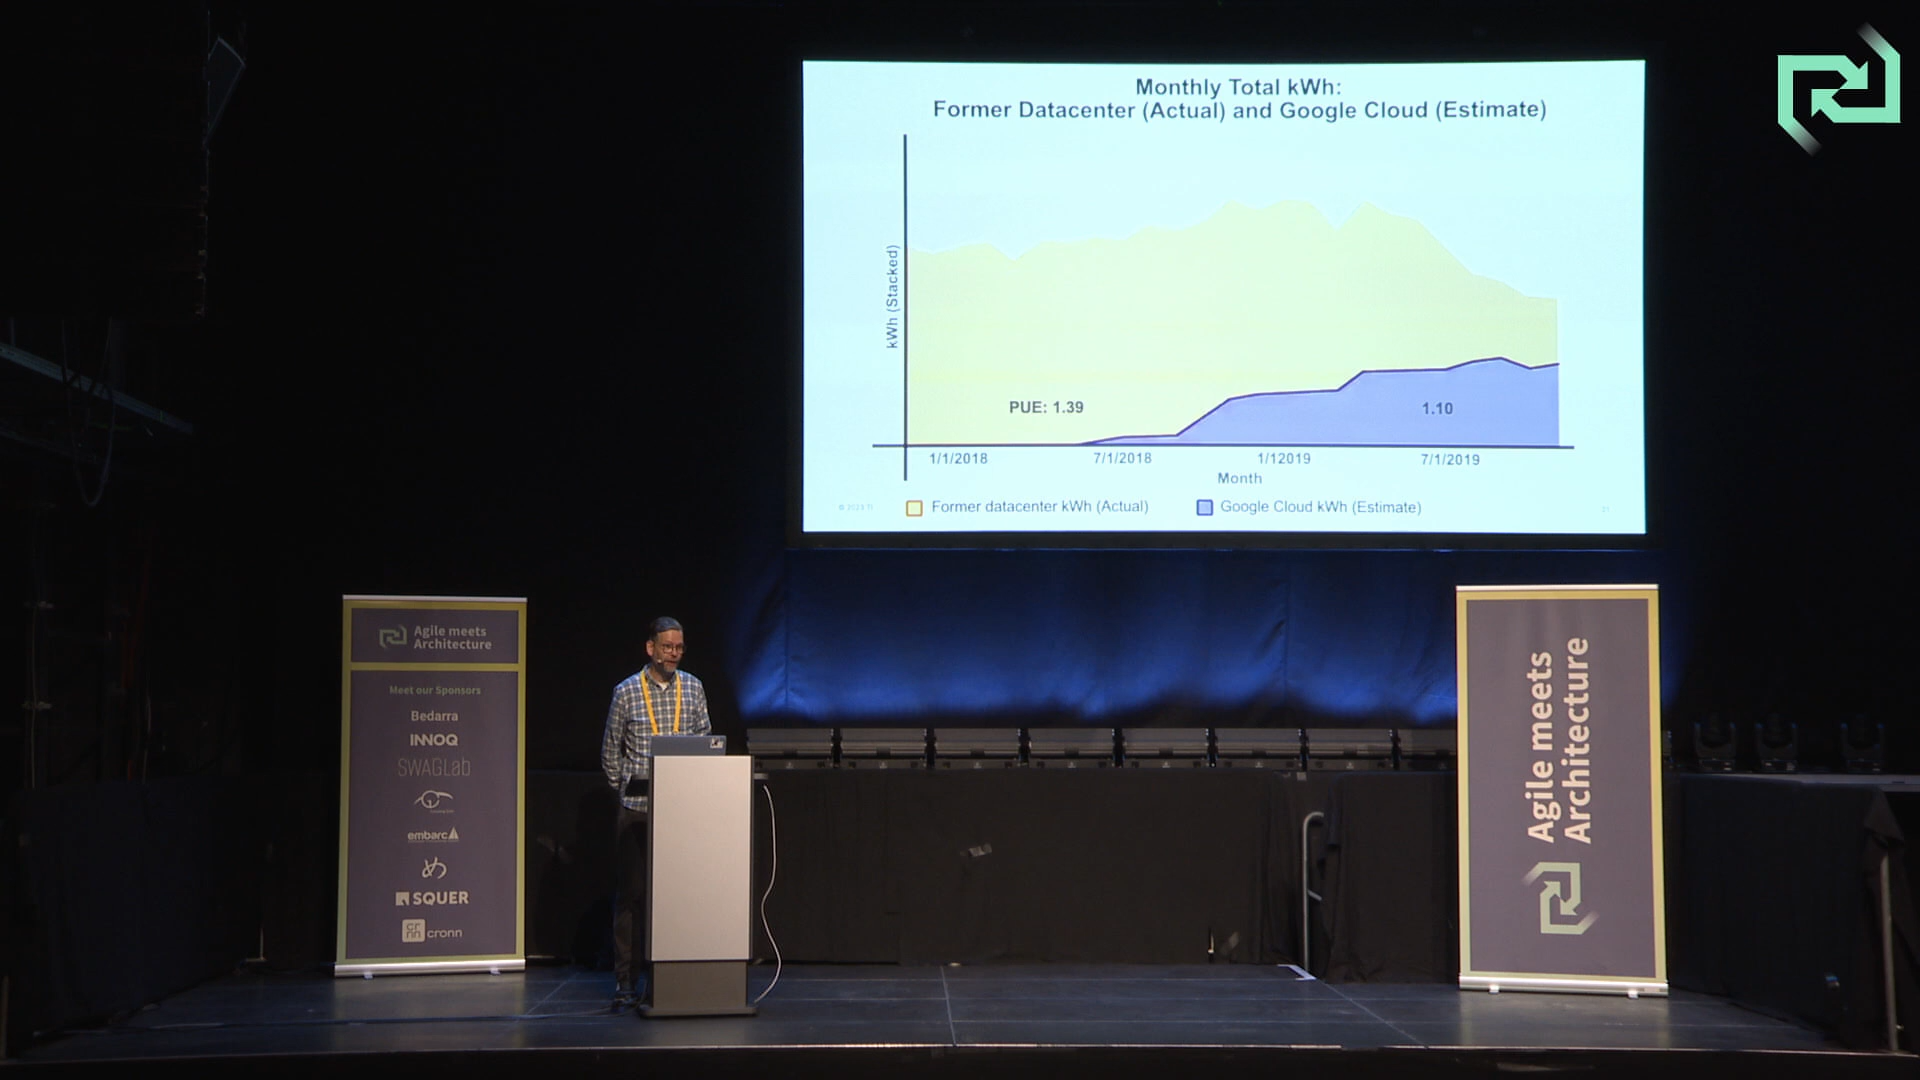 Monthly Total kWh:
Former Datacenter (Actual) and Google Cloud (Estimate)
kWh (Stacked)
PUE: 1.39
1.10
1/1/2018
7/1/2018
1/12019
7/1/2019
Month
Former datacenter kWh (Actual)
Google Cloud kWh (Estimate)
21
Agile meets
Architecture
Meet our Sponsors
Bedarra
INNOQ
SWAGLab
embarc
SQUER
cronn
Agile meets
Architecture